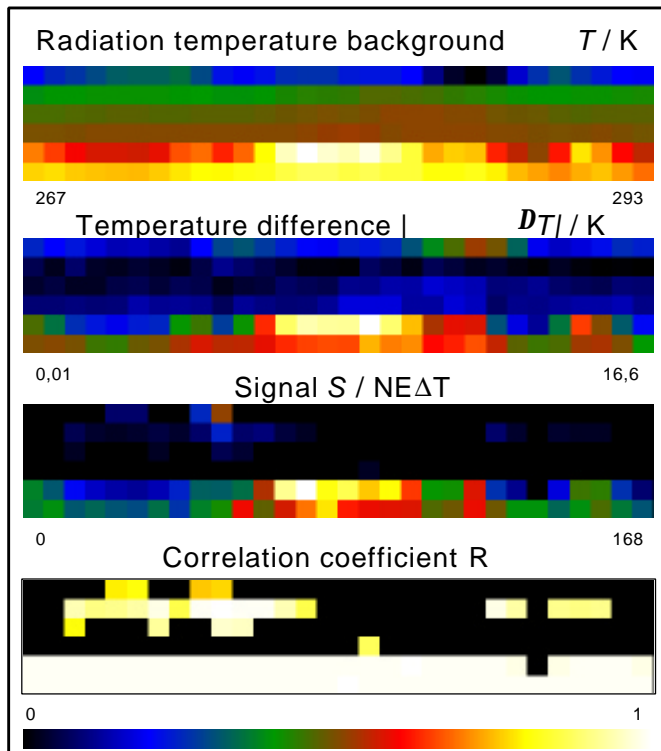 Radiation temperature background T / K
267 293
Temperature difference | DT| / K
0,01 16,6
Signal S / NEΔT
0 168
Correlation coefficient R
0 1